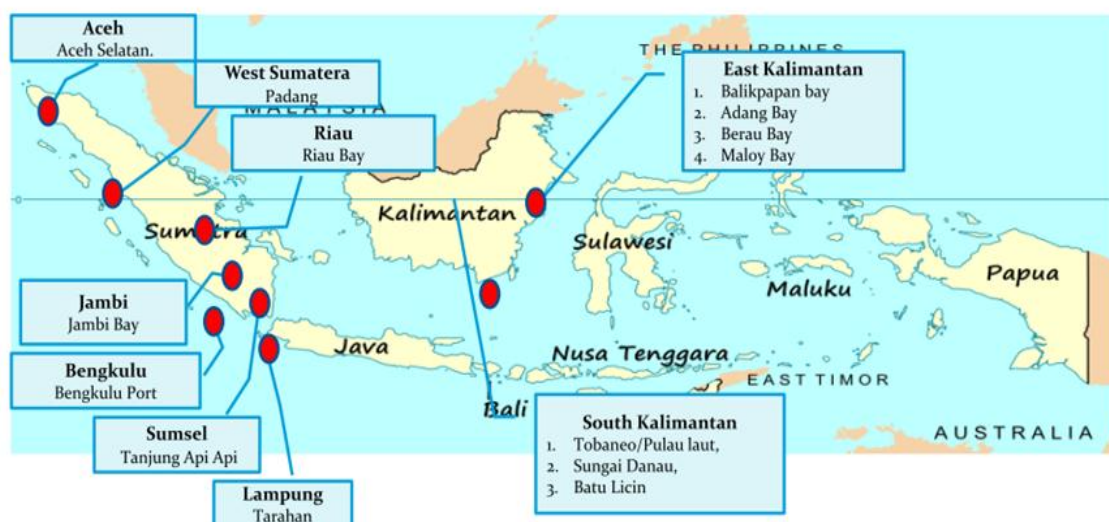 Aceh
Aceh Selatan.
West Sumatera
Padang
Riau
Riau Bay
THE PHILIPPINES
East Kalimantan
1. Balikpapan bay
2. Adang Bay
3. Berau Bay
4. Maloy Bay
MALAYSIA
Kalimantan
Sumatra
Sulawesi
Maluku
Papua
Jambi
Jambi Bay
Java
Nusa Tenggara
EAST TIMOR
Bengkulu
Bengkulu Port
Bali
South Kalimantan
1. Tobaneo/Pulau laut,
2. Sungai Danau,
3. Batu Licin
AUSTRALIA
Sumsel
Tanjung Api Api
Lampung
Tarahan